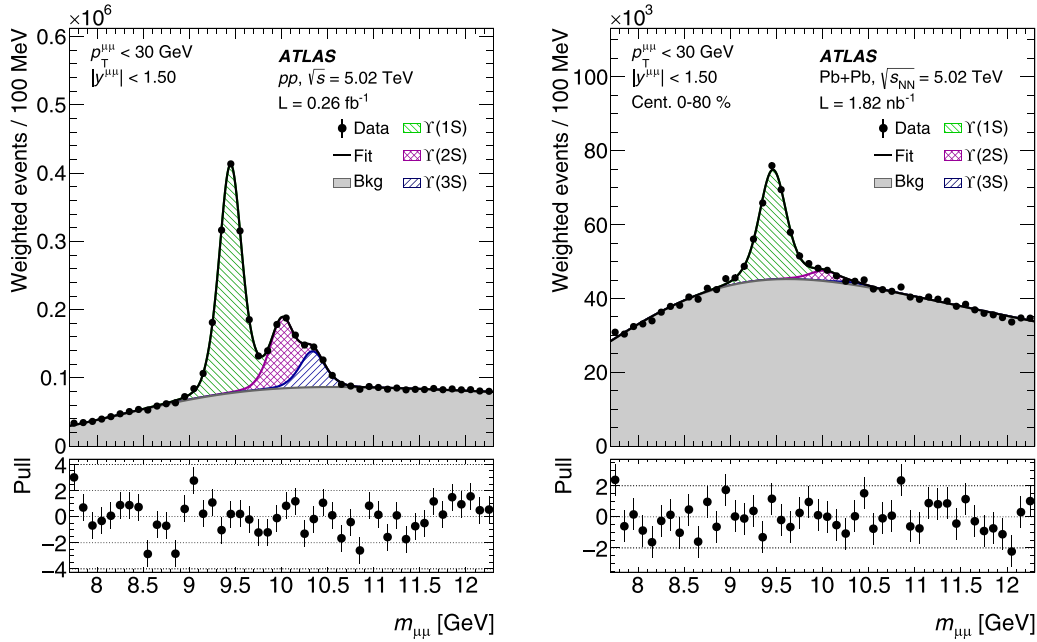 ×10⁶
p_T^μμ < 30 GeV
|y^μμ| < 1.50
ATLAS
pp, √s = 5.02 TeV
L = 0.26 fb⁻¹
Data
ϒ(1S)
Fit
ϒ(2S)
Bkg
ϒ(3S)
Weighted events / 100 MeV
0.6
0.5
0.4
0.3
0.2
0.1
0
Pull
4
2
0
−2
−4
8 8.5 9 9.5 10 10.5 11 11.5 12
m_μμ [GeV]
×10³
p_T^μμ < 30 GeV
|y^μμ| < 1.50
Cent. 0-80 %
ATLAS
Pb+Pb, √s_NN = 5.02 TeV
L = 1.82 nb⁻¹
Data
ϒ(1S)
Fit
ϒ(2S)
Bkg
ϒ(3S)
Weighted events / 100 MeV
100
80
60
40
20
0
Pull
2
0
−2
8 8.5 9 9.5 10 10.5 11 11.5 12
m_μμ [GeV]